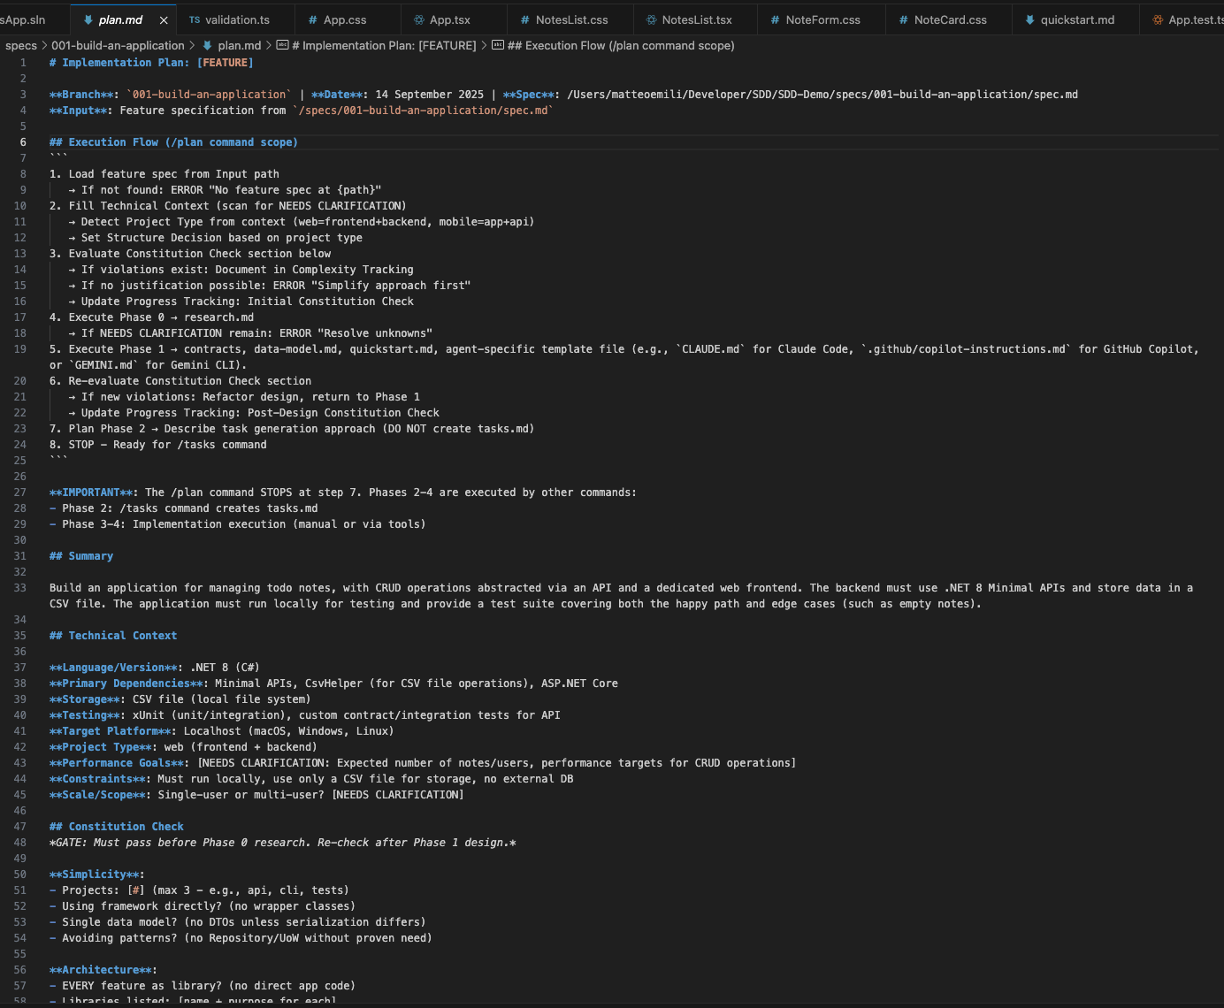 sApp.sln plan.md × TS validation.ts # App.css App.tsx # NotesList.css NotesList.tsx # NoteForm.css # NoteCard.css quickstart.md App.test.ts
specs > 001-build-an-application > plan.md > abc # Implementation Plan: [FEATURE] > abc ## Execution Flow (/plan command scope)
1 # Implementation Plan: [FEATURE]
2
3 **Branch**: `001-build-an-application` | **Date**: 14 September 2025 | **Spec**: /Users/matteoemili/Developer/SDD/SDD-Demo/specs/001-build-an-application/spec.md
4 **Input**: Feature specification from `/specs/001-build-an-application/spec.md`
5
6 ## Execution Flow (/plan command scope)
7 ```
8 1. Load feature spec from Input path
9 → If not found: ERROR "No feature spec at {path}"
10 2. Fill Technical Context (scan for NEEDS CLARIFICATION)
11 → Detect Project Type from context (web=frontend+backend, mobile=app+api)
12 → Set Structure Decision based on project type
13 3. Evaluate Constitution Check section below
14 → If violations exist: Document in Complexity Tracking
15 → If no justification possible: ERROR "Simplify approach first"
16 → Update Progress Tracking: Initial Constitution Check
17 4. Execute Phase 0 → research.md
18 → If NEEDS CLARIFICATION remain: ERROR "Resolve unknowns"
19 5. Execute Phase 1 → contracts, data-model.md, quickstart.md, agent-specific template file (e.g., `CLAUDE.md` for Claude Code, `.github/copilot-instructions.md` for GitHub Copilot,
or `GEMINI.md` for Gemini CLI).
20 6. Re-evaluate Constitution Check section
21 → If new violations: Refactor design, return to Phase 1
22 → Update Progress Tracking: Post-Design Constitution Check
23 7. Plan Phase 2 → Describe task generation approach (DO NOT create tasks.md)
24 8. STOP - Ready for /tasks command
25 ```
26
27 **IMPORTANT**: The /plan command STOPS at step 7. Phases 2-4 are executed by other commands:
28 - Phase 2: /tasks command creates tasks.md
29 - Phase 3-4: Implementation execution (manual or via tools)
30
31 ## Summary
32
33 Build an application for managing todo notes, with CRUD operations abstracted via an API and a dedicated web frontend. The backend must use .NET 8 Minimal APIs and store data in a
CSV file. The application must run locally for testing and provide a test suite covering both the happy path and edge cases (such as empty notes).
34
35 ## Technical Context
36
37 **Language/Version**: .NET 8 (C#)
38 **Primary Dependencies**: Minimal APIs, CsvHelper (for CSV file operations), ASP.NET Core
39 **Storage**: CSV file (local file system)
40 **Testing**: xUnit (unit/integration), custom contract/integration tests for API
41 **Target Platform**: Localhost (macOS, Windows, Linux)
42 **Project Type**: web (frontend + backend)
43 **Performance Goals**: [NEEDS CLARIFICATION: Expected number of notes/users, performance targets for CRUD operations]
44 **Constraints**: Must run locally, use only a CSV file for storage, no external DB
45 **Scale/Scope**: Single-user or multi-user? [NEEDS CLARIFICATION]
46
47 ## Constitution Check
48 *GATE: Must pass before Phase 0 research. Re-check after Phase 1 design.*
49
50 **Simplicity**:
51 - Projects: [#] (max 3 - e.g., api, cli, tests)
52 - Using framework directly? (no wrapper classes)
53 - Single data model? (no DTOs unless serialization differs)
54 - Avoiding patterns? (no Repository/UoW without proven need)
55
56 **Architecture**:
57 - EVERY feature as library? (no direct app code)
58 - Libraries listed: [name + purpose for each]